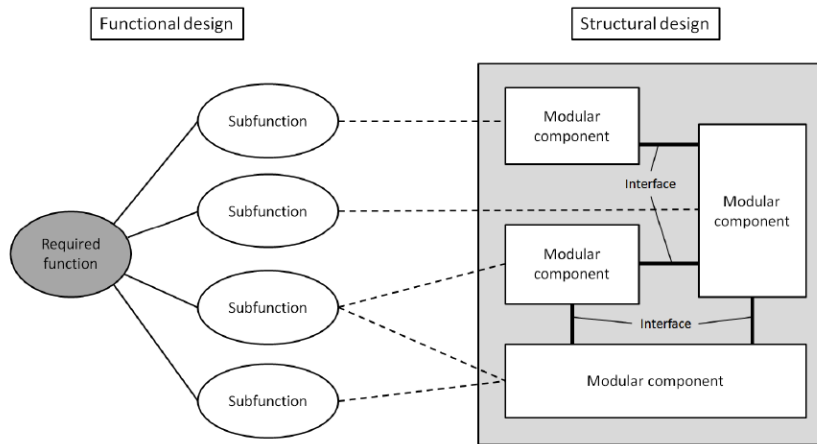 Functional design
Structural design
Subfunction
Subfunction
Required
function
Subfunction
Subfunction
Modular
component
Interface
Modular
component
Modular
component
Interface
Modular component